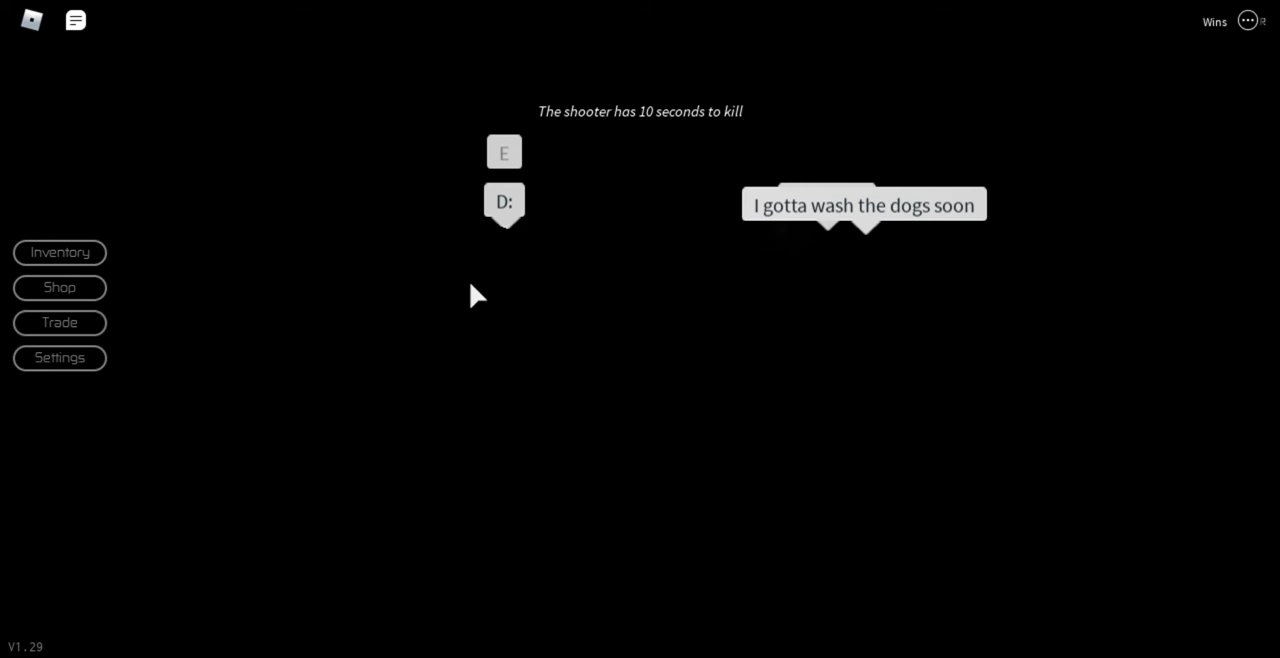 Wins
R
The shooter has 10 seconds to kill
E
D:
I gotta wash the dogs soon
Inventory
Shop
Trade
Settings
V1.29